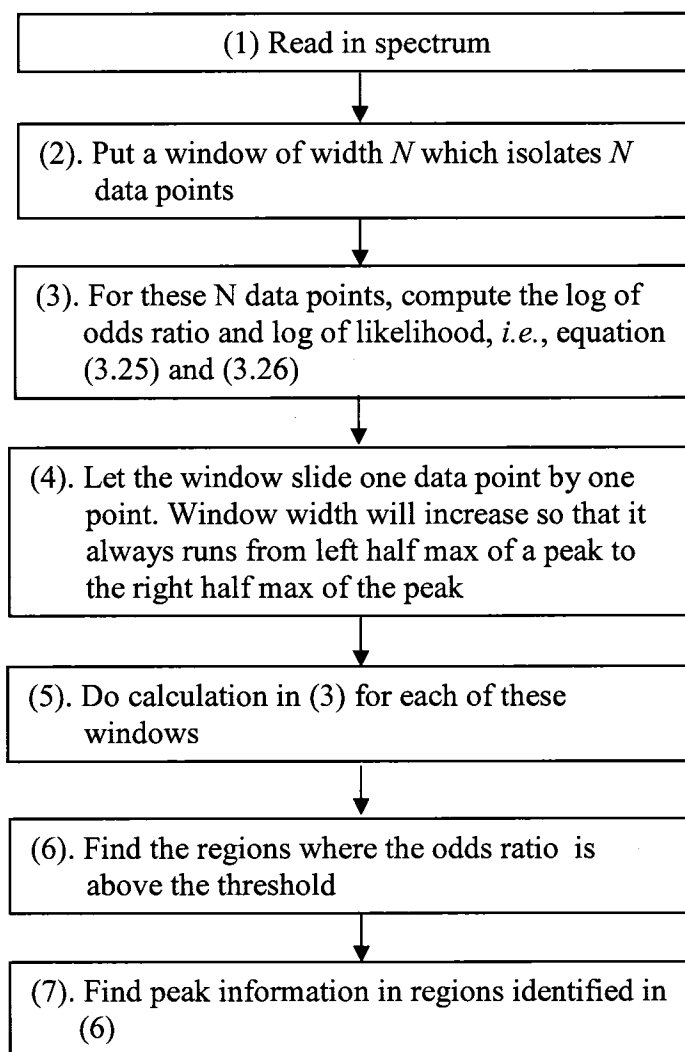 (1) Read in spectrum
(2). Put a window of width N which isolates N
data points
(3). For these N data points, compute the log of
odds ratio and log of likelihood, i.e., equation
(3.25) and (3.26)
(4). Let the window slide one data point by one
point. Window width will increase so that it
always runs from left half max of a peak to
the right half max of the peak
(5). Do calculation in (3) for each of these
windows
(6). Find the regions where the odds ratio is
above the threshold
(7). Find peak information in regions identified in
(6)